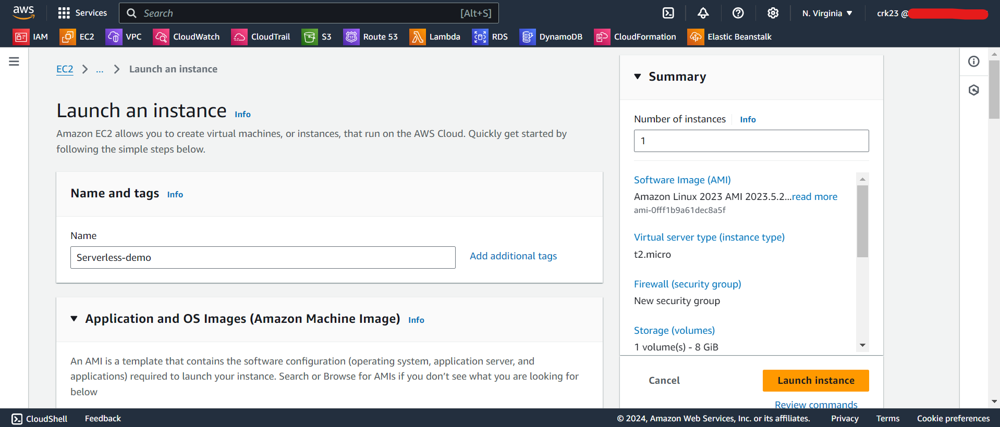 aws
Services
Search [Alt+S]
N. Virginia
crk23 @
IAM EC2 VPC CloudWatch CloudTrail S3 Route 53 Lambda RDS DynamoDB CloudFormation Elastic Beanstalk
EC2 ... Launch an instance
Launch an instance Info
Amazon EC2 allows you to create virtual machines, or instances, that run on the AWS Cloud. Quickly get started by
following the simple steps below.
Name and tags Info
Name
Serverless-demo
Add additional tags
Application and OS Images (Amazon Machine Image) Info
An AMI is a template that contains the software configuration (operating system, application server, and
applications) required to launch your instance. Search or Browse for AMIs if you don’t see what you are looking for
below
Summary
Number of instances Info
1
Software Image (AMI)
Amazon Linux 2023 AMI 2023.5.2...read more
ami-0fff1b9a61dec8a5f
Virtual server type (instance type)
t2.micro
Firewall (security group)
New security group
Storage (volumes)
1 volume(s) - 8 GiB
Cancel
Launch instance
Review commands
CloudShell Feedback
© 2024, Amazon Web Services, Inc. or its affiliates. Privacy Terms Cookie preferences